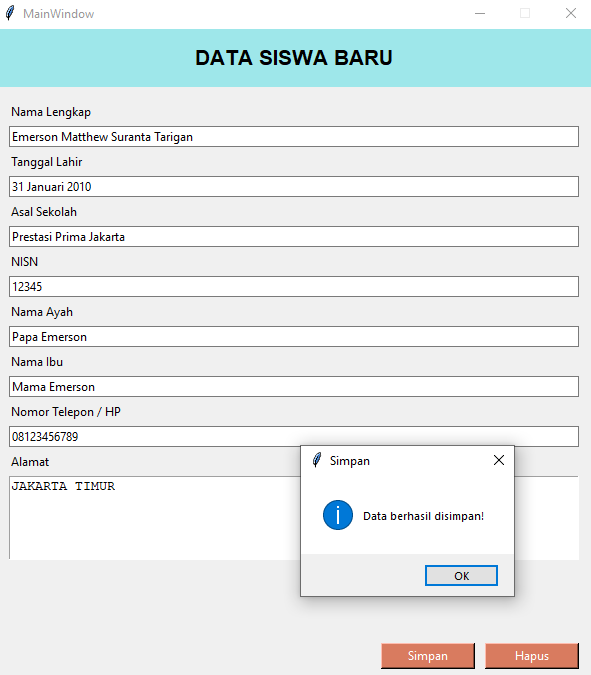 MainWindow
DATA SISWA BARU
Nama Lengkap
Emerson Matthew Suranta Tarigan
Tanggal Lahir
31 Januari 2010
Asal Sekolah
Prestasi Prima Jakarta
NISN
12345
Nama Ayah
Papa Emerson
Nama Ibu
Mama Emerson
Nomor Telepon / HP
08123456789
Alamat
JAKARTA TIMUR
Simpan
Data berhasil disimpan!
OK
Simpan
Hapus